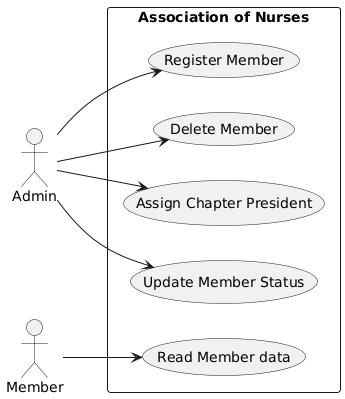 Association of Nurses
Register Member
Delete Member
Admin
Assign Chapter President
Update Member Status
Read Member data
Member